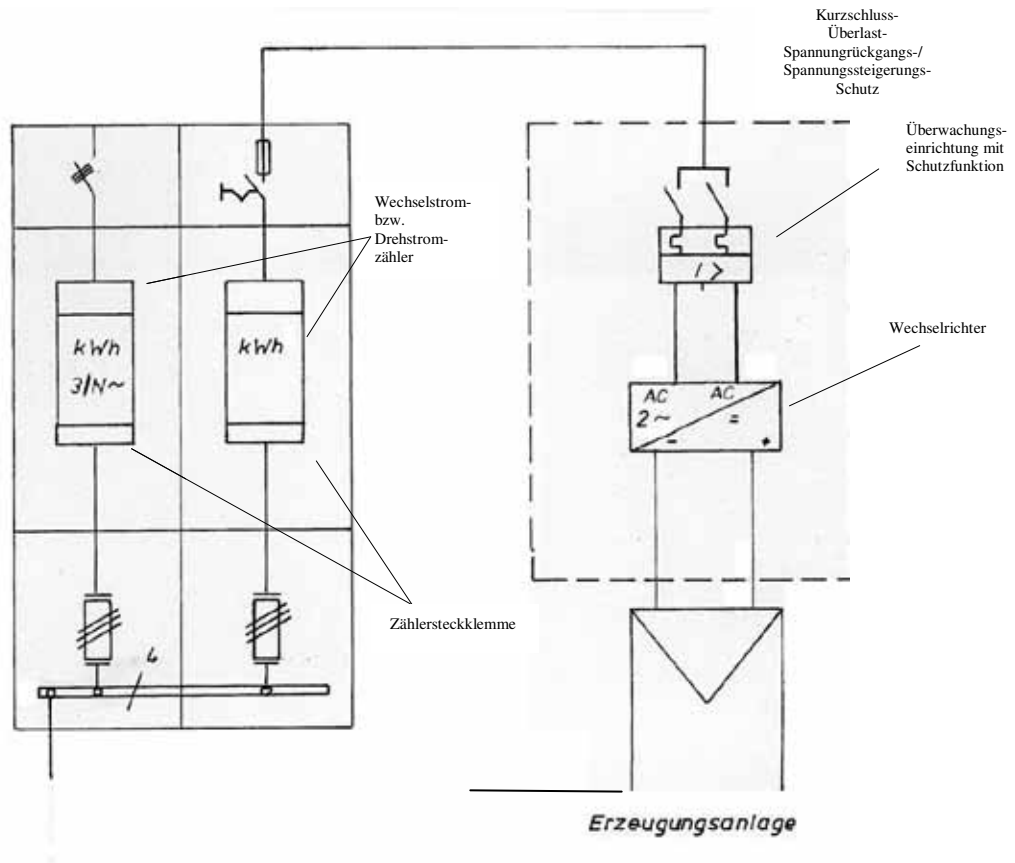 Kurzschluss-
Überlast-
Spannungrückgangs-/
Spannungssteigerungs-
Schutz
Überwachungs-
einrichtung mit
Schutzfunktion
Wechselstrom-
bzw.
Drehstrom-
zähler
kWh
3/N~
kWh
I >
Wechselrichter
AC AC
2~ =
- +
Zählersteckklemme
4
Erzeugungsanlage